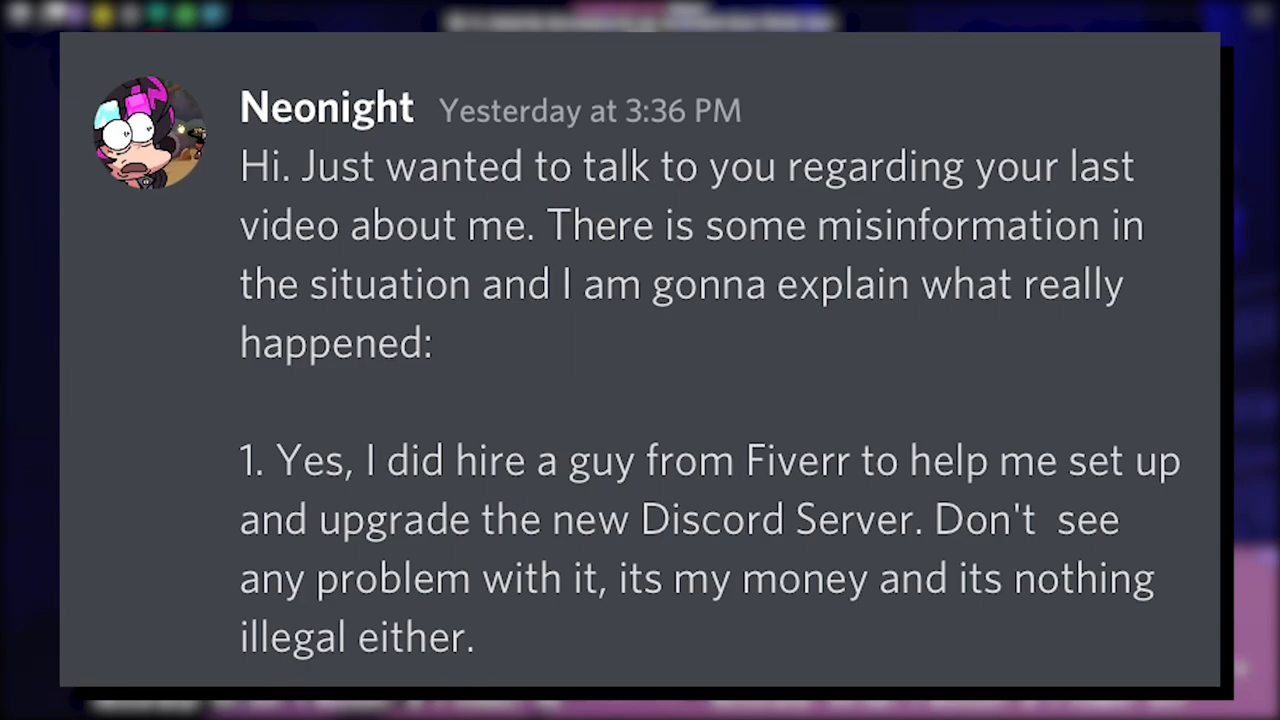 Neonight Yesterday at 3:36 PM
Hi. Just wanted to talk to you regarding your last
video about me. There is some misinformation in
the situation and I am gonna explain what really
happened:
1. Yes, I did hire a guy from Fiverr to help me set up
and upgrade the new Discord Server. Don't  see
any problem with it, its my money and its nothing
illegal either.